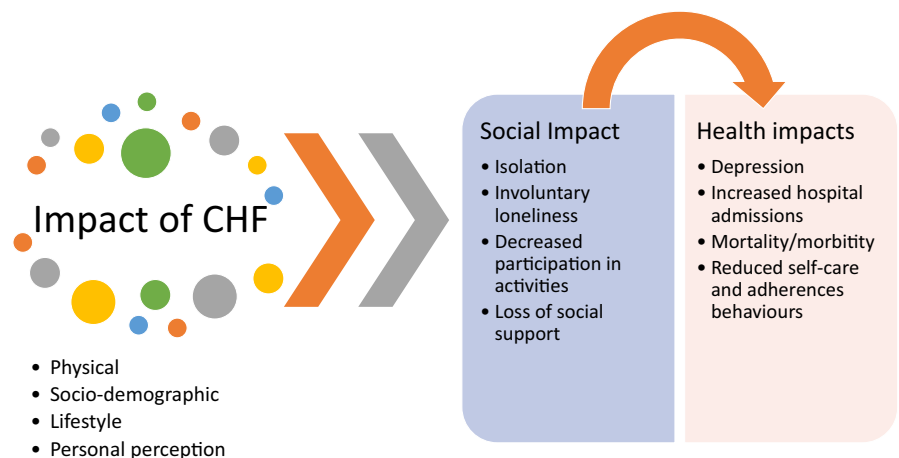 Impact of CHF
• Physical
• Socio-demographic
• Lifestyle
• Personal perception
Social Impact
• Isolation
• Involuntary
loneliness
• Decreased
participation in
activities
• Loss of social
support
Health impacts
• Depression
• Increased hospital
admissions
• Mortality/morbitity
• Reduced self-care
and adherences
behaviours